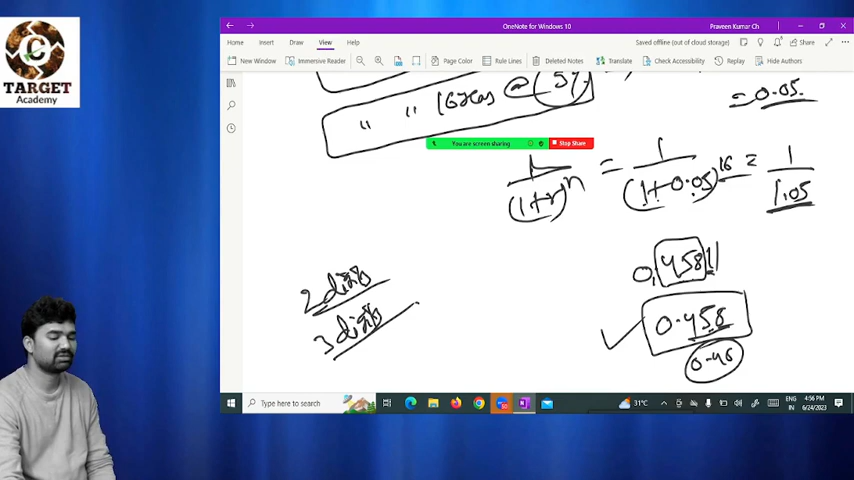 TARGET
Academy
OneNote for Windows 10
Praveen Kumar Ch
Home Insert Draw View Help
Saved offline (out of cloud storage)
Share
New Window Immersive Reader Page Color Rule Lines Deleted Notes Translate Check Accessibility Replay Hide Authors
" " 16 years @ 5%
= 0.05.
You are screen sharing Stop Share
1/(1+r)^n = 1/(1+0.05)^16 = 1/1.05
0.45811
2 digits
3 digits
0.458
0.46
Type here to search
31°C
ENG
IN
4:56 PM
6/24/2023